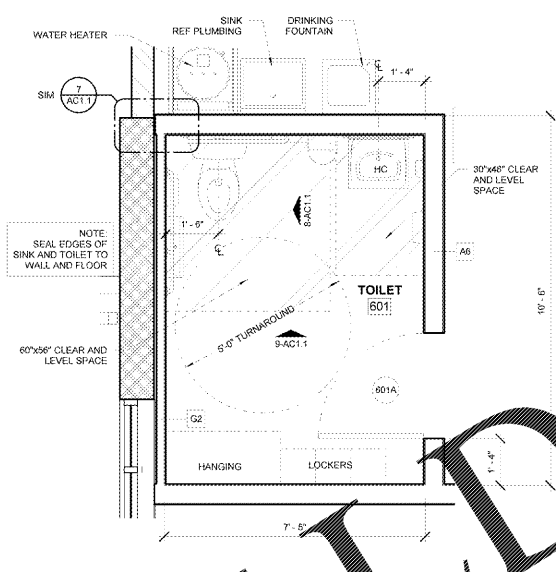 SINK
REF PLUMBING
DRINKING
FOUNTAIN
WATER HEATER
SIM
7
AC1.1
℄
1' - 4"
HC
30"x48" CLEAR
AND LEVEL
SPACE
8-AC1.1
1' - 6"
℄
NOTE:
SEAL EDGES OF
SINK AND TOILET TO
WALL AND FLOOR
A6
TOILET
601
10' - 6"
5'-0" TURNAROUND
9-AC1.1
60"x56" CLEAR AND
LEVEL SPACE
601A
G2
HANGING
LOCKERS
1' - 4"
7' - 5"